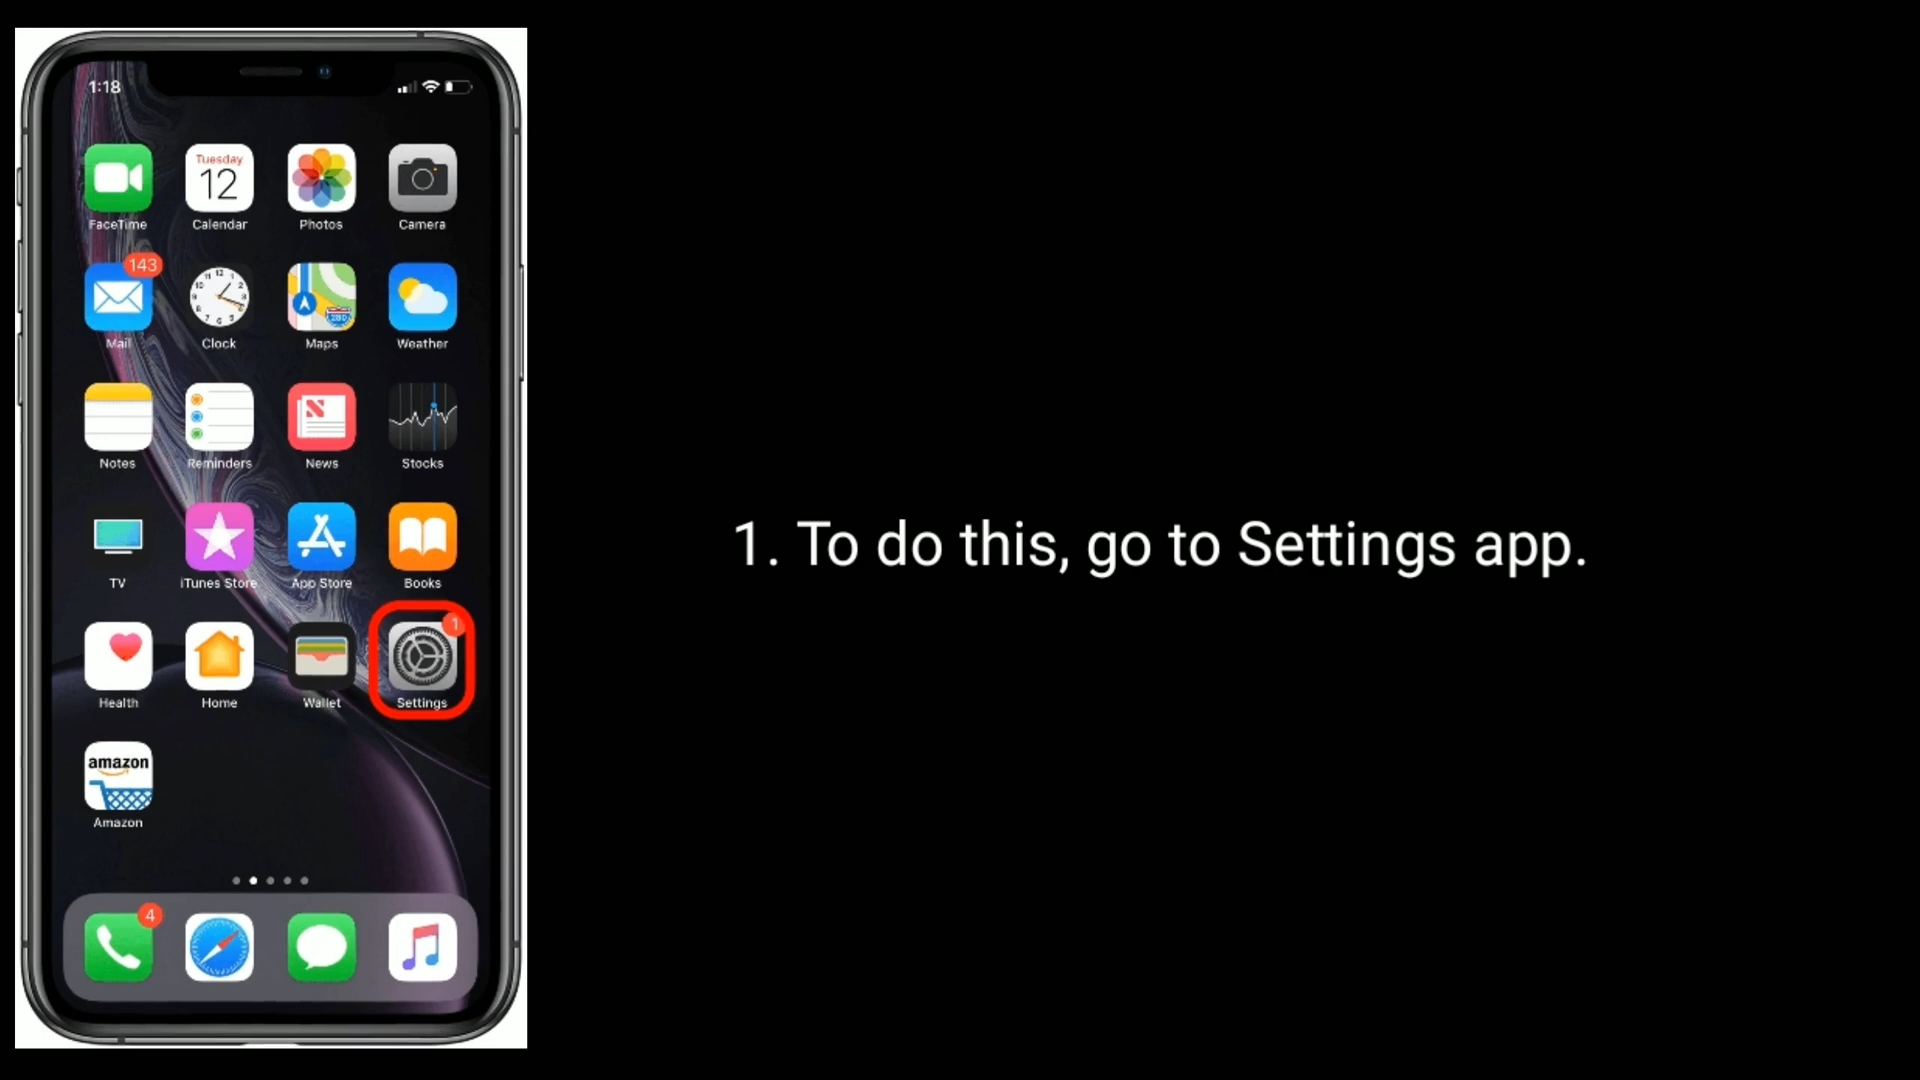 1:18
Tuesday
12
FaceTime Calendar Photos Camera
143
Mail Clock Maps Weather
Notes Reminders News Stocks
TV iTunes Store App Store Books
1
Health Home Wallet Settings
amazon
Amazon
4
1. To do this, go to Settings app.